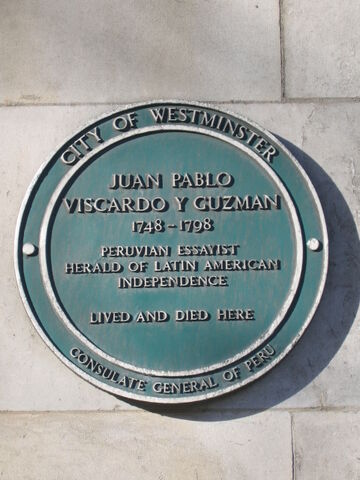 CITY OF WESTMINSTER
JUAN PABLO
VISCARDO Y GUZMAN
1748-1798
PERUVIAN ESSAYIST
HERALD OF LATIN AMERICAN
INDEPENDENCE
LIVED AND DIED HERE
CONSULATE GENERAL OF PERU